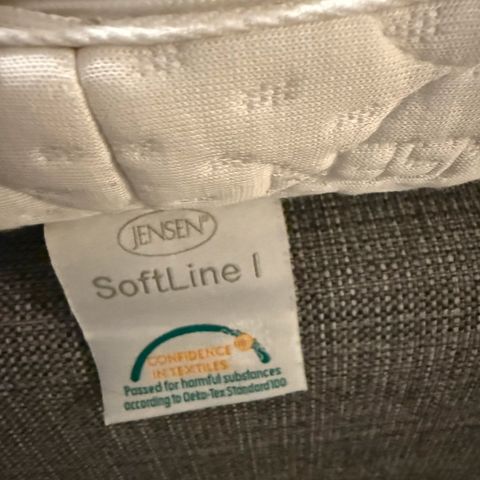 JENSEN®
SoftLine I
CONFIDENCE
IN TEXTILES
Passed for harmful substances
according to Oeko-Tex Standard 100